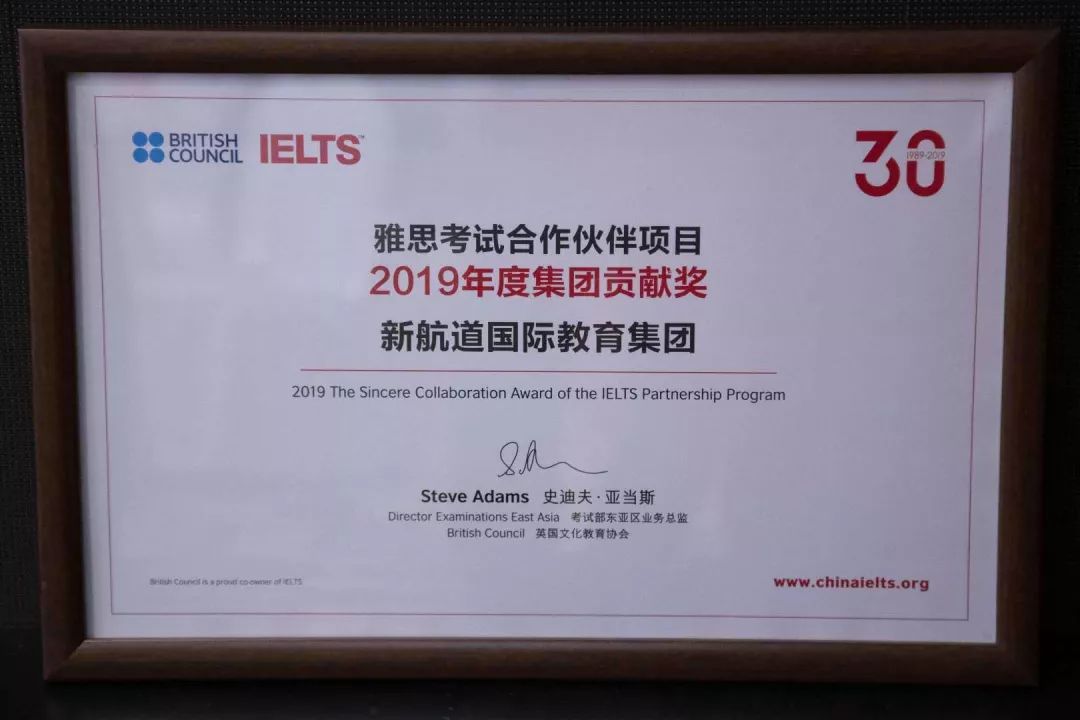 BRITISH
COUNCIL
IELTS™
30
1989-2019
雅思考试合作伙伴项目
2019年度集团贡献奖
新航道国际教育集团
2019 The Sincere Collaboration Award of the IELTS Partnership Program
Steve Adams 史迪夫·亚当斯
Director Examinations East Asia 考试部东亚区业务总监
British Council 英国文化教育协会
British Council is a proud co-owner of IELTS
www.chinaielts.org